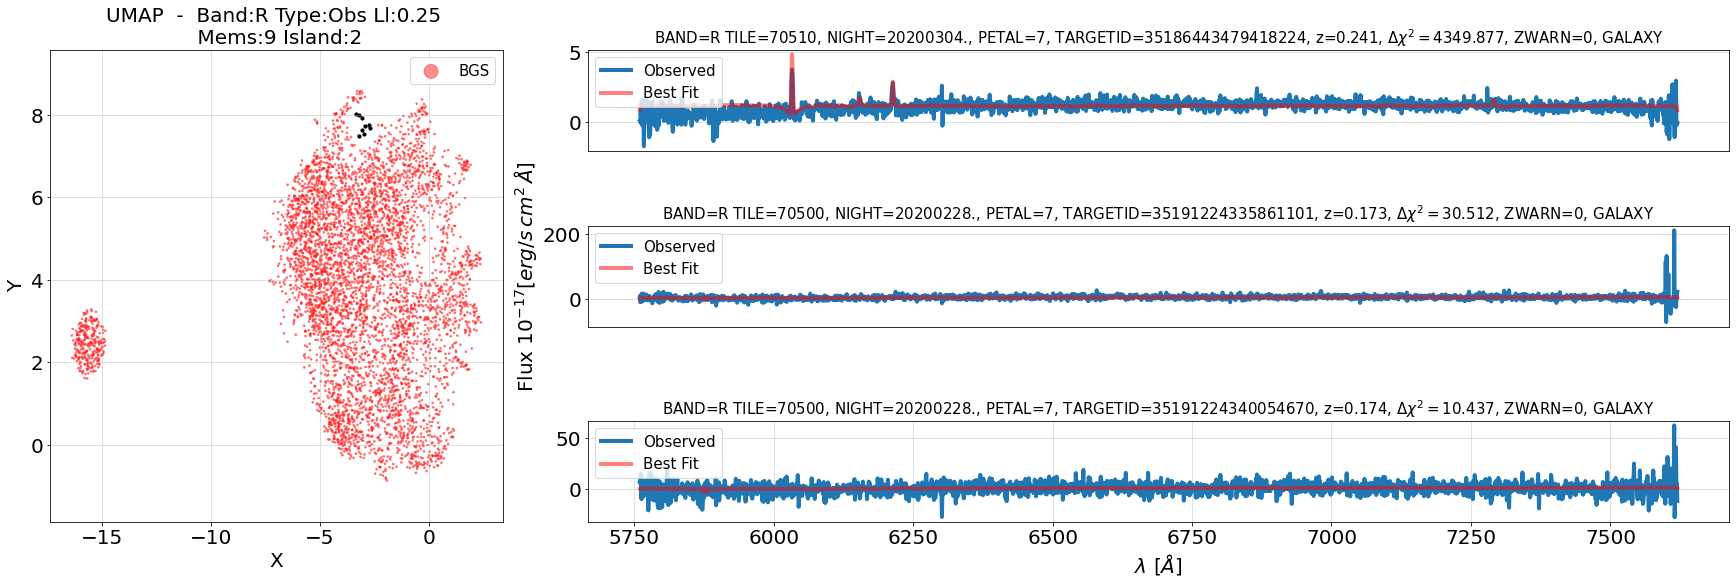 UMAP - Band:R Type:Obs Ll:0.25
Mems:9 Island:2
BGS
8
6
4
2
0
Y
−15
−10
−5
0
X
Flux 10⁻¹⁷[erg/s cm² Å]
BAND=R TILE=70510, NIGHT=20200304., PETAL=7, TARGETID=35186443479418224, z=0.241, Δχ² = 4349.877, ZWARN=0, GALAXY
Observed
Best Fit
5
0
BAND=R TILE=70500, NIGHT=20200228., PETAL=7, TARGETID=35191224335861101, z=0.173, Δχ² = 30.512, ZWARN=0, GALAXY
Observed
Best Fit
200
0
BAND=R TILE=70500, NIGHT=20200228., PETAL=7, TARGETID=35191224340054670, z=0.174, Δχ² = 10.437, ZWARN=0, GALAXY
Observed
Best Fit
50
0
5750
6000
6250
6500
6750
7000
7250
7500
λ [Å]